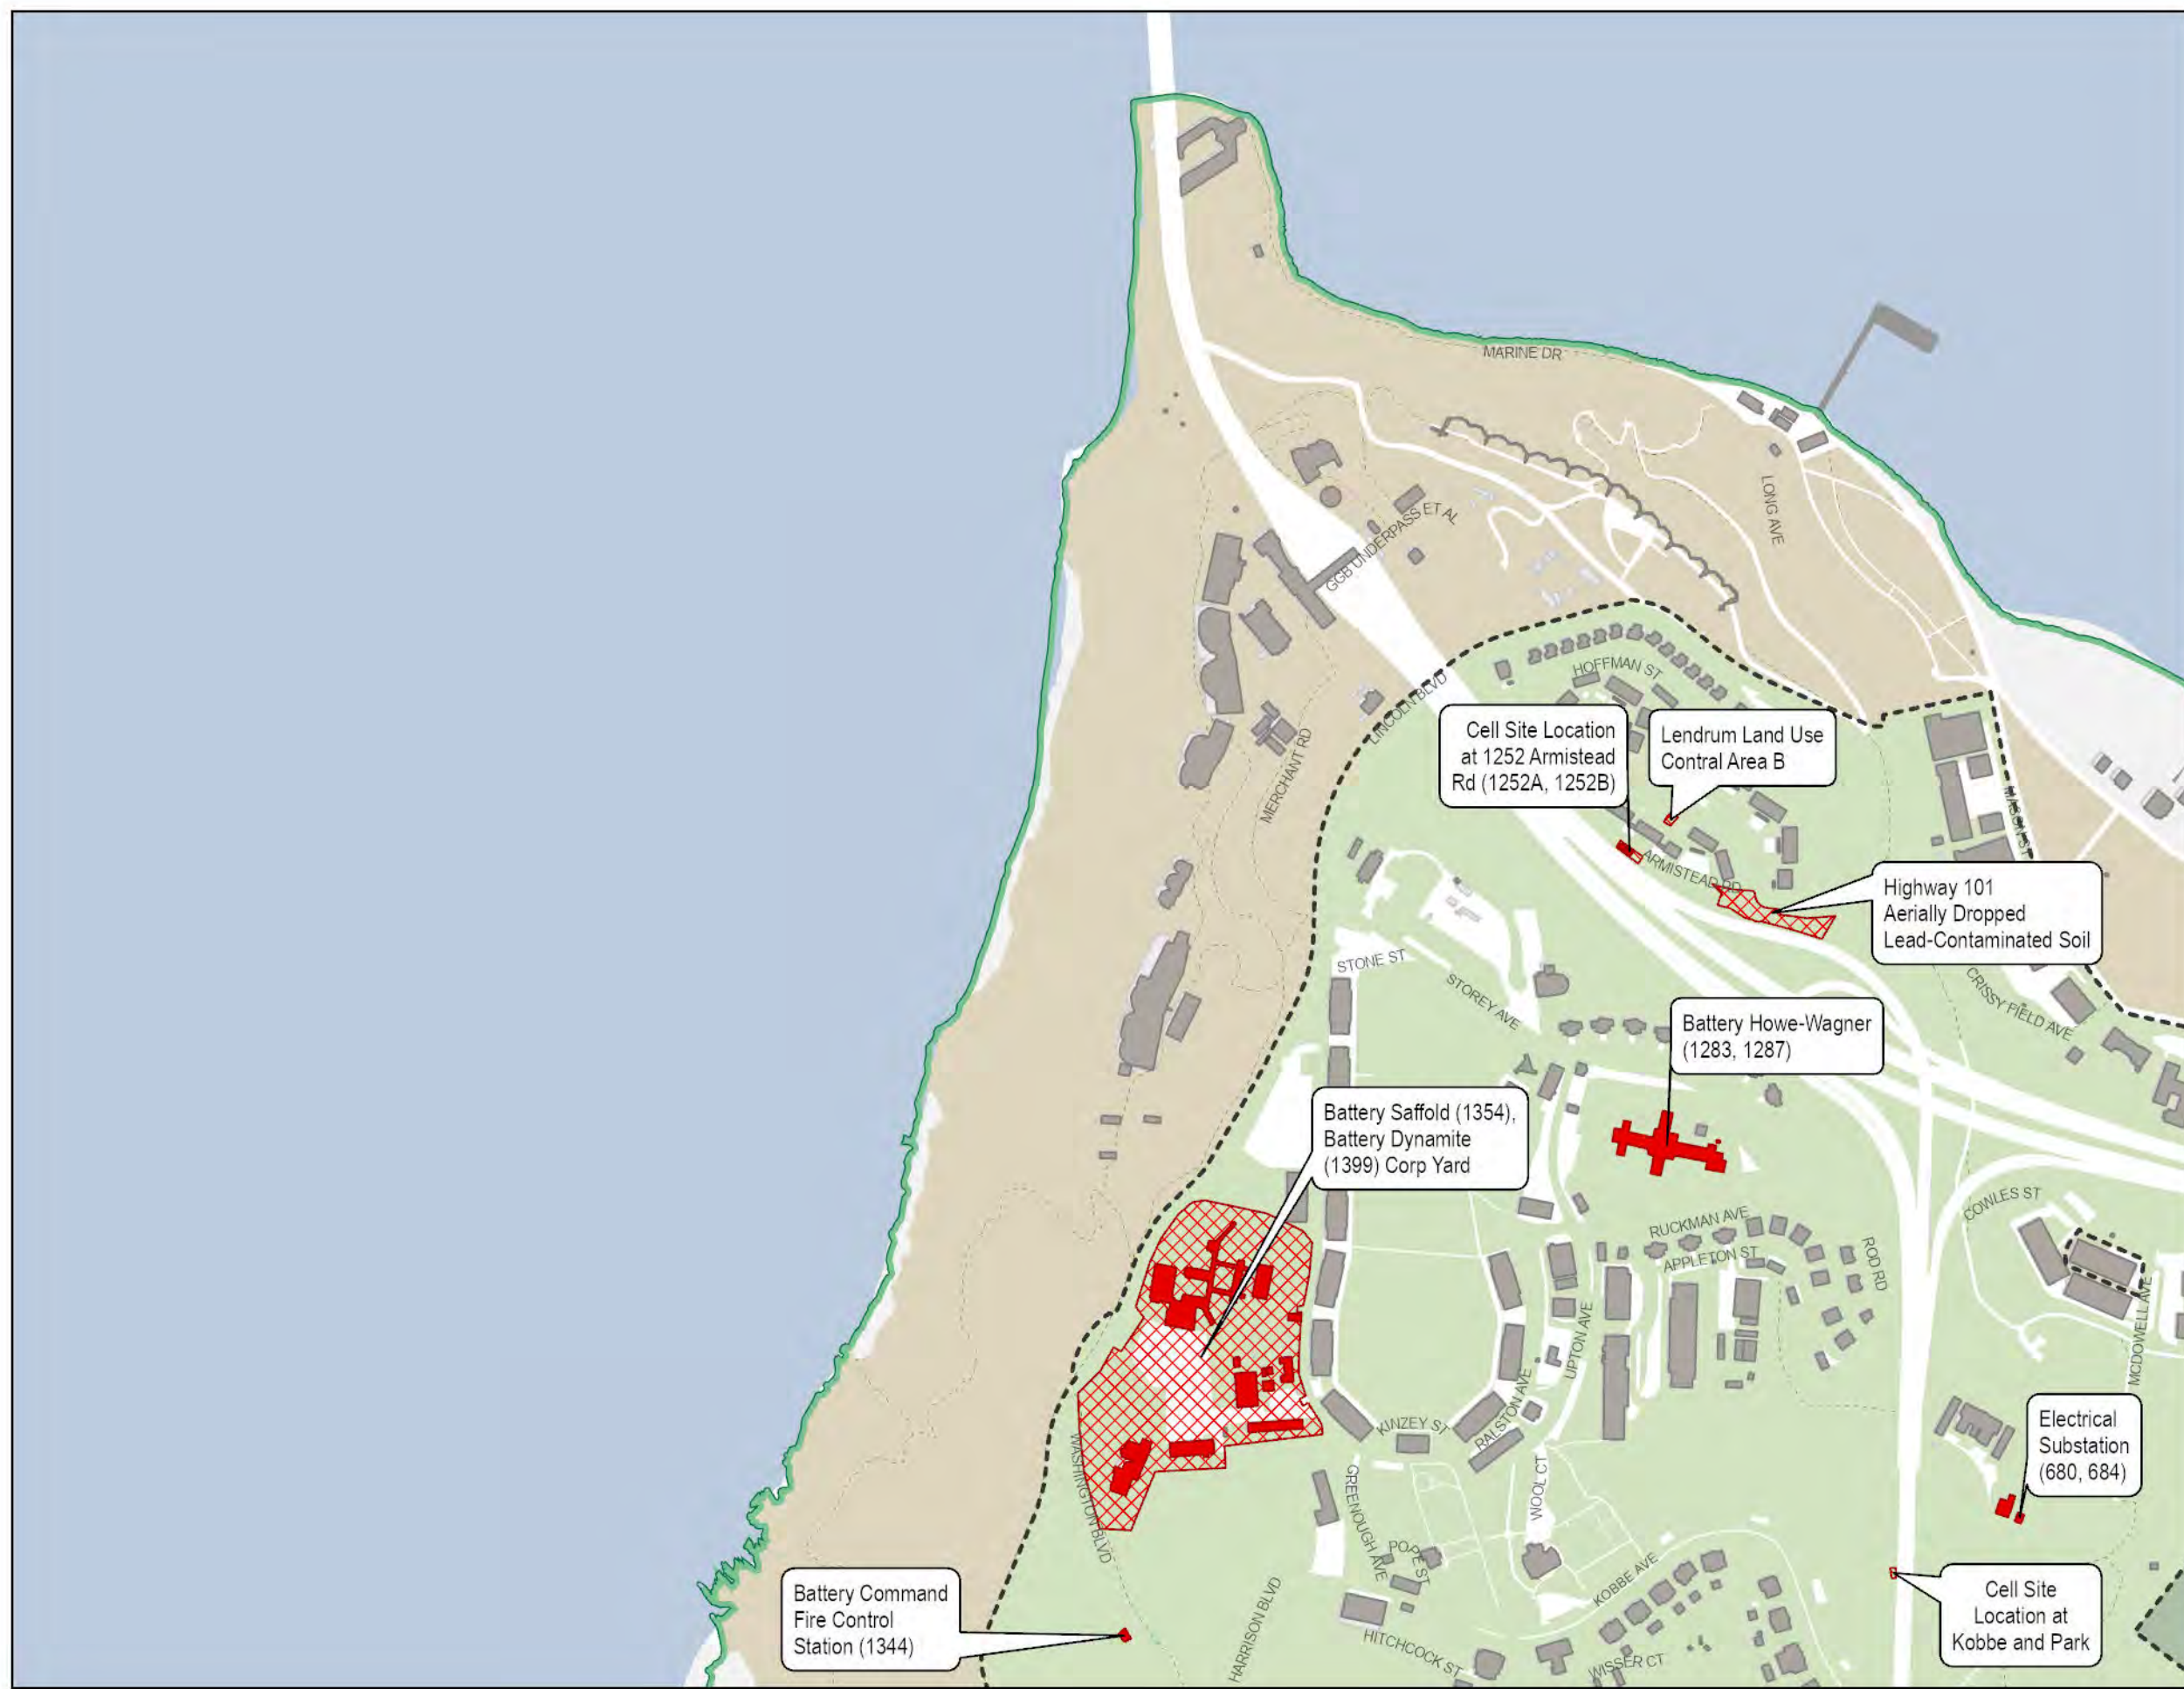 MARINE DR
LONG AVE
GGB UNDERPASS ET AL
HOFFMAN ST
LINCOLN BLVD
MERCHANT RD
Cell Site Location
at 1252 Armistead
Rd (1252A, 1252B)
Lendrum Land Use
Contral Area B
MASON ST
ARMISTEAD RD
Highway 101
Aerially Dropped
Lead-Contaminated Soil
STONE ST
STOREY AVE
CRISSY FIELD AVE
Battery Howe-Wagner
(1283, 1287)
Battery Saffold (1354),
Battery Dynamite
(1399) Corp Yard
COWLES ST
RUCKMAN AVE
APPLETON ST
ROD RD
UPTON AVE
MCDOWELL AVE
KINZEY ST
RALSTON AVE
WASHINGTON BLVD
GREENOUGH AVE
WOOL CT
Electrical
Substation
(680, 684)
POPE ST
KOBBE AVE
Battery Command
Fire Control
Station (1344)
HARRISON BLVD
HITCHCOCK ST
WISSER CT
Cell Site
Location at
Kobbe and Park